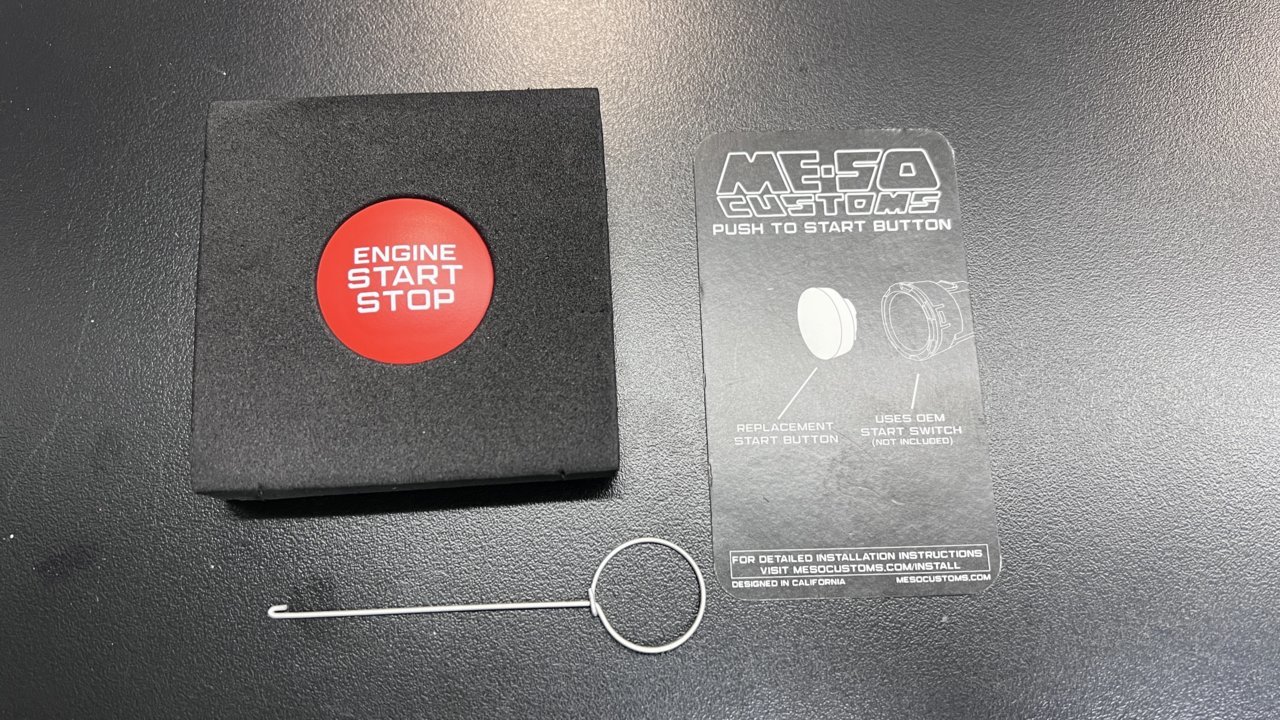 ENGINE
START
STOP
ME-SO
CUSTOMS
PUSH TO START BUTTON
REPLACEMENT
START BUTTON
USES OEM
START SWITCH
(NOT INCLUDED)
FOR DETAILED INSTALLATION INSTRUCTIONS
VISIT MESOCUSTOMS.COM/INSTALL
DESIGNED IN CALIFORNIA
MESOCUSTOMS.COM